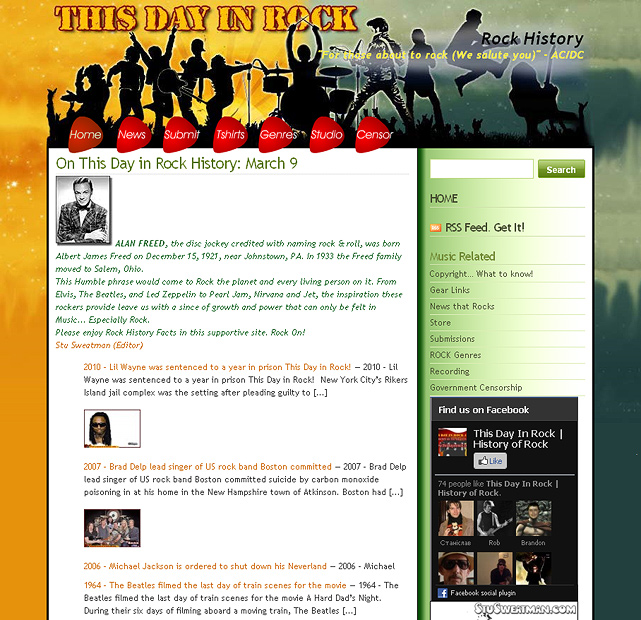 THIS DAY IN ROCK
Rock History
"For those about to rock (We salute you)" - AC/DC
Home News Submit Tshirts Genres Studio Censor
On This Day in Rock History: March 9
ALAN FREED, the disc jockey credited with naming rock & roll, was born
Albert James Freed on December 15, 1921, near Johnstown, PA. In 1933 the Freed family
moved to Salem, Ohio.
This Humble phrase would come to Rock the planet and every living person on it. From
Elvis, The Beatles, and Led Zeppelin to Pearl Jam, Nirvana and Jet, the inspiration these
rockers provide leave us with a since of growth and power that can only be felt in
Music... Especially Rock.
Please enjoy Rock History Facts in this supportive site. Rock On!
Stu Sweatman (Editor)
2010 - Lil Wayne was sentenced to a year in prison This Day in Rock! — 2010 - Lil
Wayne was sentenced to a year in prison This Day in Rock! New York City's Rikers
Island jail complex was the setting after pleading guilty to [...]
2007 - Brad Delp lead singer of US rock band Boston committed — 2007 - Brad Delp
lead singer of US rock band Boston committed suicide by carbon monoxide
poisoning in at his home in the New Hampshire town of Atkinson. Boston had [...]
2006 - Michael Jackson is ordered to shut down his Neverland — 2006 - Michael
1964 - The Beatles filmed the last day of train scenes for the movie — 1964 - The
Beatles filmed the last day of train scenes for the movie A Hard Dad's Night.
During their six days of filming aboard a moving train, The Beatles [...]
Search
HOME
RSS Feed. Get It!
Music Related
Copyright... What to know!
Gear Links
News that Rocks
Store
Submissions
ROCK Genres
Recording
Government Censorship
Find us on Facebook
This Day In Rock |
History of Rock
Like
74 people like This Day In Rock |
History of Rock.
Станіслав Rob Brandon
Facebook social plugin
StuSweatman.com